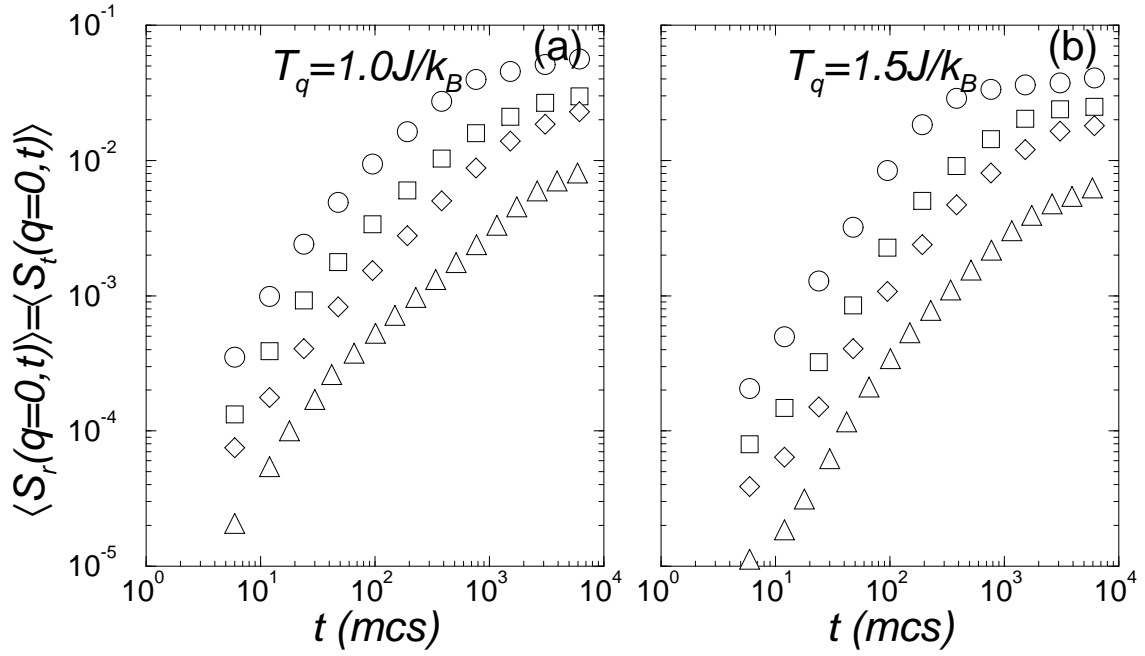 ⟨S_r(q=0,t)⟩=⟨S_t(q=0,t)⟩
10^-1
10^-2
10^-3
10^-4
10^-5
T_q=1.0J/k_B
(a)
10^0 10^1 10^2 10^3 10^4
t (mcs)
T_q=1.5J/k_B
(b)
10^0 10^1 10^2 10^3 10^4
t (mcs)